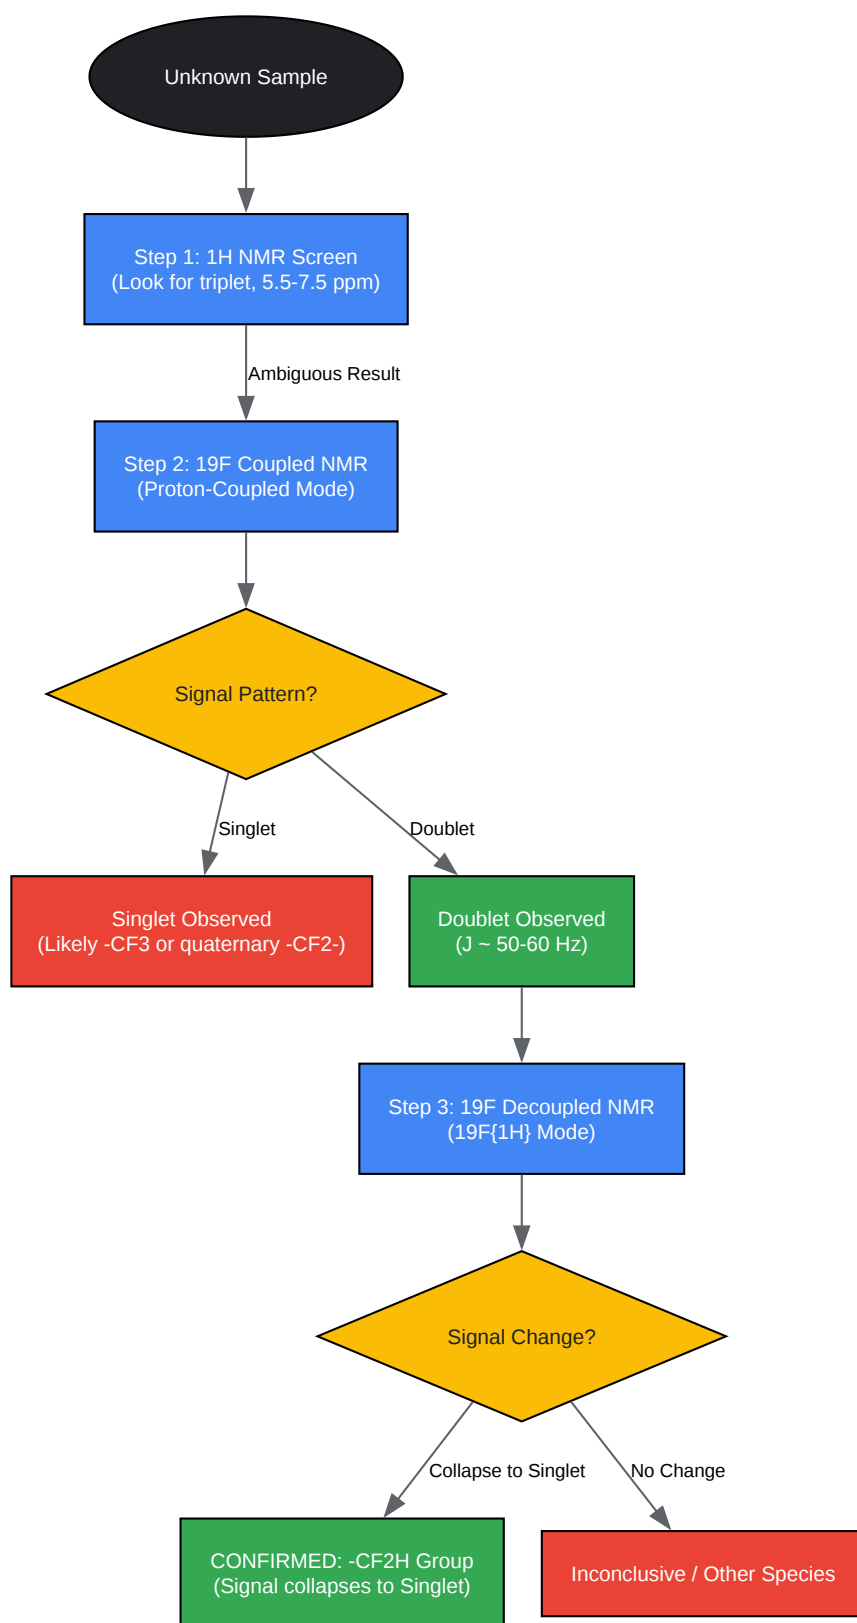 Unknown Sample
Step 1: 1H NMR Screen
(Look for triplet, 5.5-7.5 ppm)
Ambiguous Result
Step 2: 19F Coupled NMR
(Proton-Coupled Mode)
Signal Pattern?
Singlet
Doublet
Singlet Observed
(Likely -CF3 or quaternary -CF2-)
Doublet Observed
(J ~ 50-60 Hz)
Step 3: 19F Decoupled NMR
(19F{1H} Mode)
Signal Change?
Collapse to Singlet
No Change
CONFIRMED: -CF2H Group
(Signal collapses to Singlet)
Inconclusive / Other Species